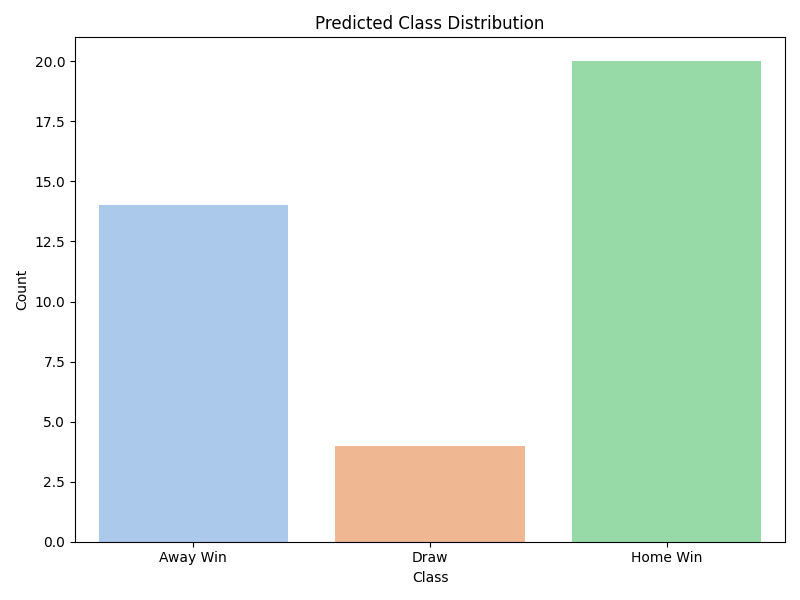 Predicted Class Distribution
Count
20.0
17.5
15.0
12.5
10.0
7.5
5.0
2.5
0.0
Away Win
Draw
Home Win
Class